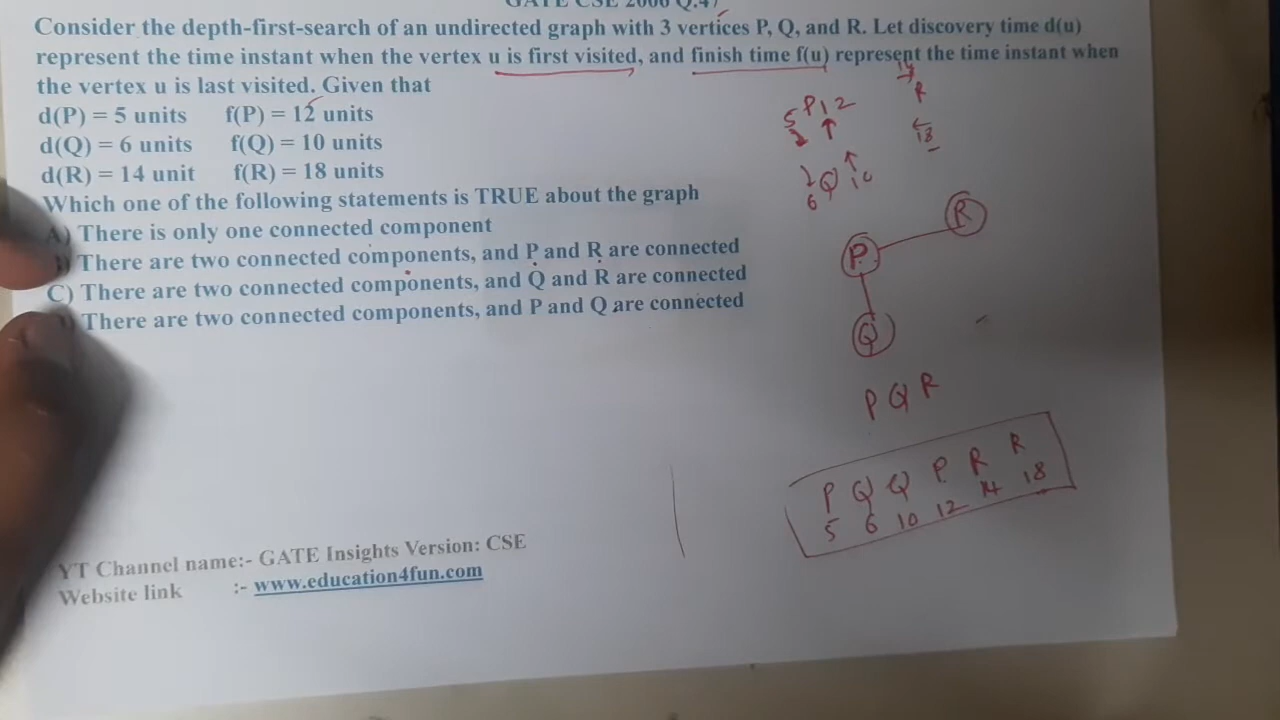 GATE CSE 2006 Q.47
Consider the depth-first-search of an undirected graph with 3 vertices P, Q, and R. Let discovery time d(u)
represent the time instant when the vertex u is first visited, and finish time f(u) represent the time instant when
the vertex u is last visited. Given that
d(P) = 5 units f(P) = 12 units
d(Q) = 6 units f(Q) = 10 units
d(R) = 14 unit f(R) = 18 units
Which one of the following statements is TRUE about the graph
A) There is only one connected component
) There are two connected components, and P and R are connected
C) There are two connected components, and Q and R are connected
There are two connected components, and P and Q are connected
5 P 12
R
18
Q 10
6
R
P
Q
P Q R
P Q Q P R R
5 6 10 12 14 18
YT Channel name:- GATE Insights Version: CSE
Website link :- www.education4fun.com